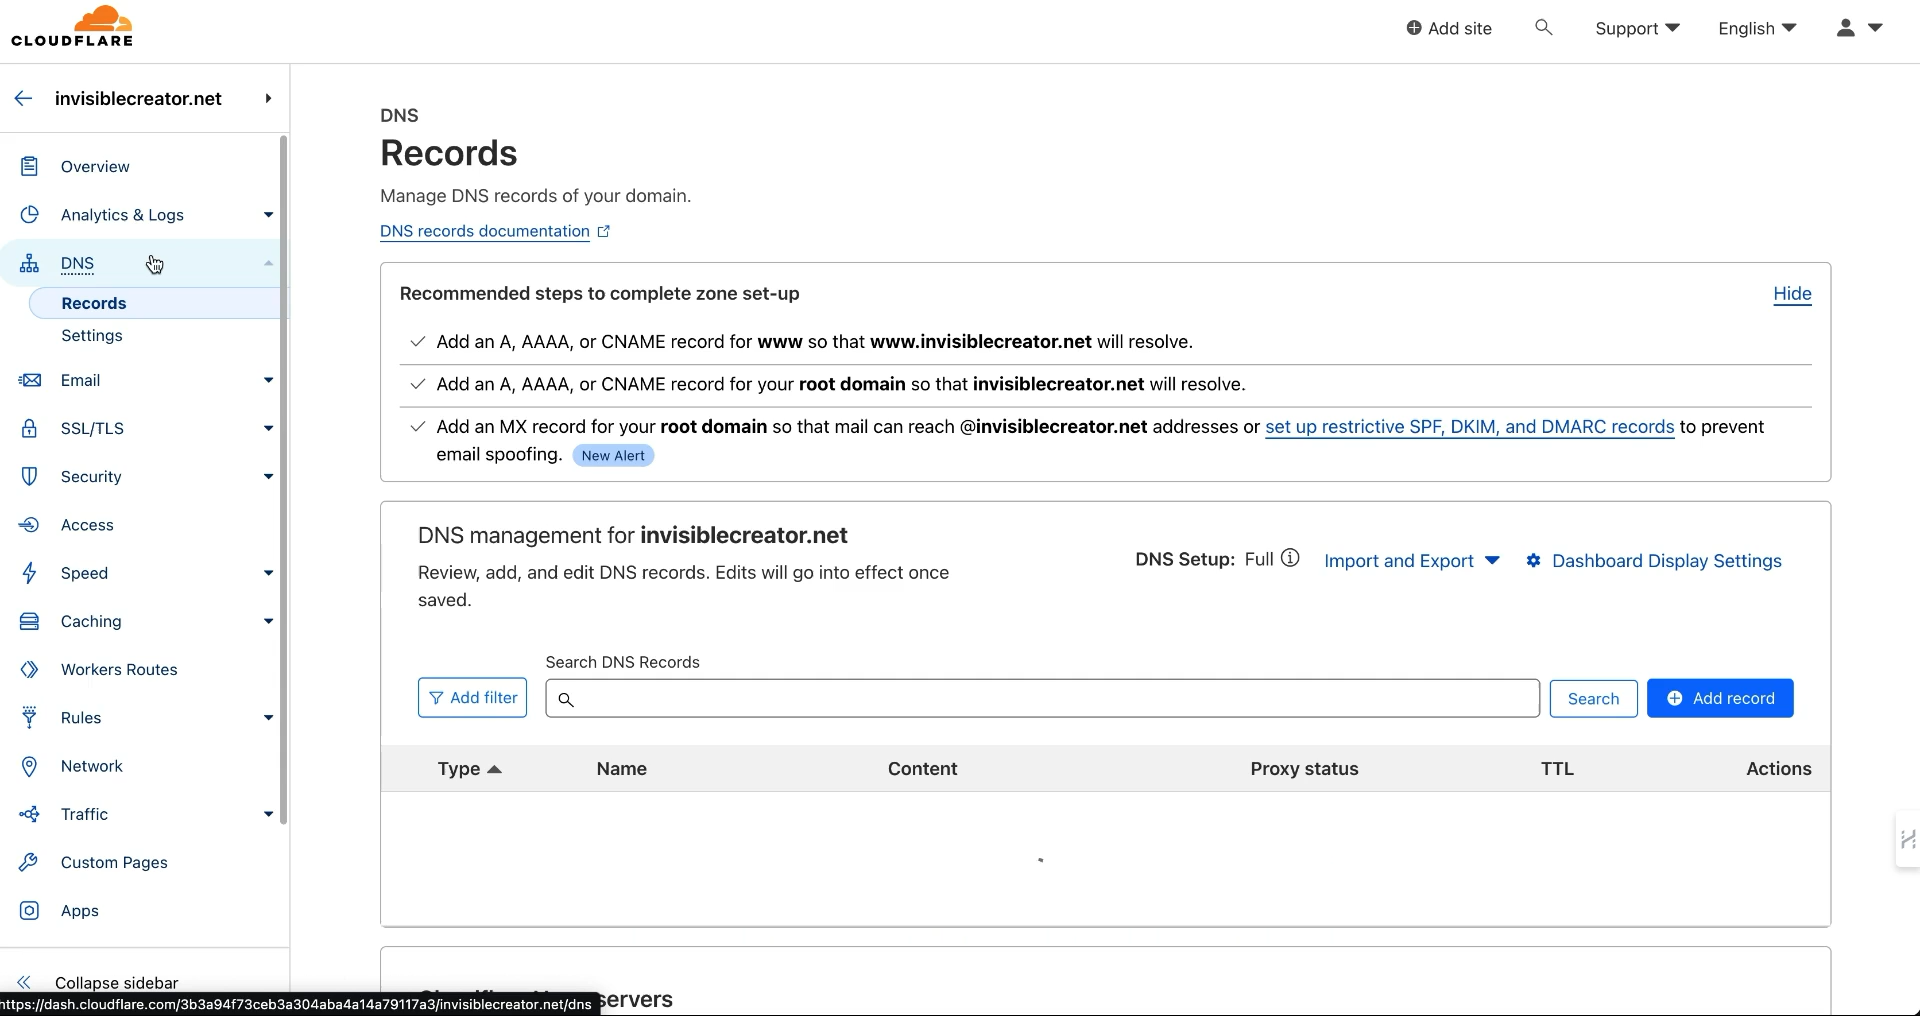 CLOUDFLARE
Add site
Support
English
invisiblecreator.net
Overview
Analytics & Logs
DNS
Records
Settings
Email
SSL/TLS
Security
Access
Speed
Caching
Workers Routes
Rules
Network
Traffic
Custom Pages
Apps
Collapse sidebar
https://dash.cloudflare.com/3b3a94f73ceb3a304aba4a14a79117a3/invisiblecreator.net/dns
DNS
Records
Manage DNS records of your domain.
DNS records documentation
Recommended steps to complete zone set-up
Hide
Add an A, AAAA, or CNAME record for www so that www.invisiblecreator.net will resolve.
Add an A, AAAA, or CNAME record for your root domain so that invisiblecreator.net will resolve.
Add an MX record for your root domain so that mail can reach @invisiblecreator.net addresses or set up restrictive SPF, DKIM, and DMARC records to prevent
email spoofing. New Alert
DNS management for invisiblecreator.net
Review, add, and edit DNS records. Edits will go into effect once
saved.
DNS Setup: Full
Import and Export
Dashboard Display Settings
Search DNS Records
Add filter
Search
Add record
Type Name Content Proxy status TTL Actions
servers